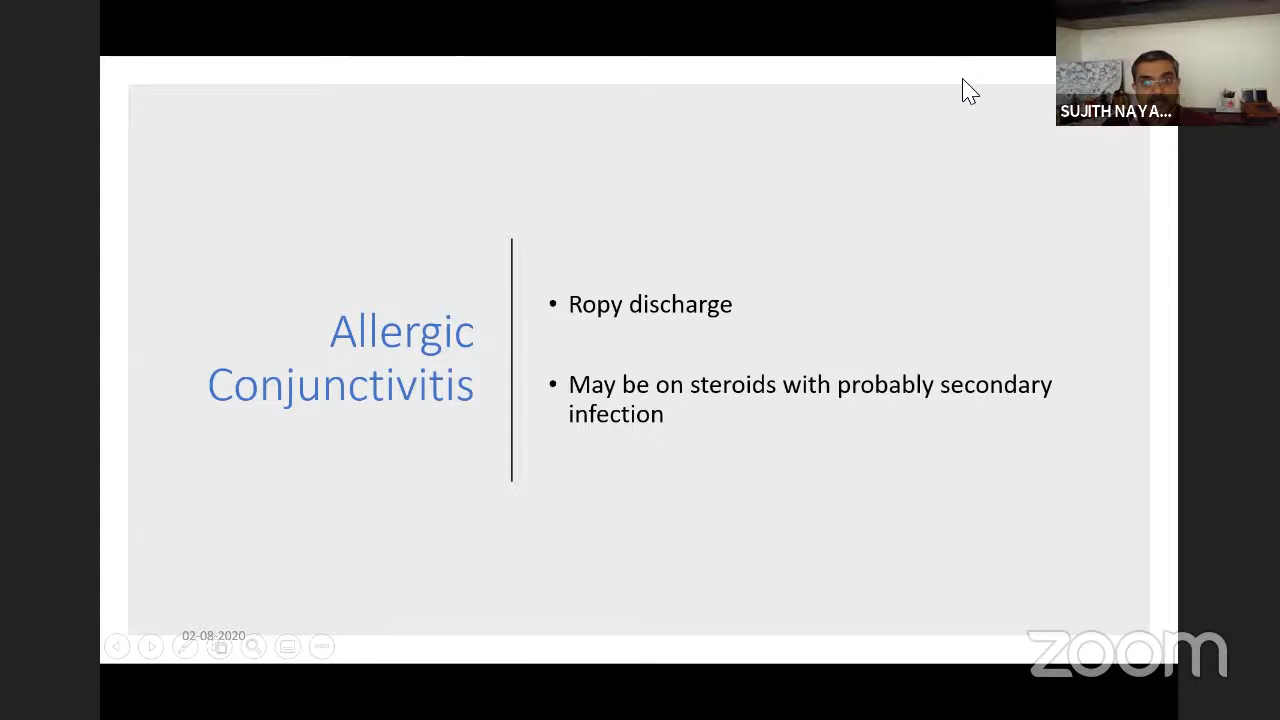 SUJITH NAYA...
Allergic
Conjunctivitis
• Ropy discharge
• May be on steroids with probably secondary
infection
02-08-2020
zoom